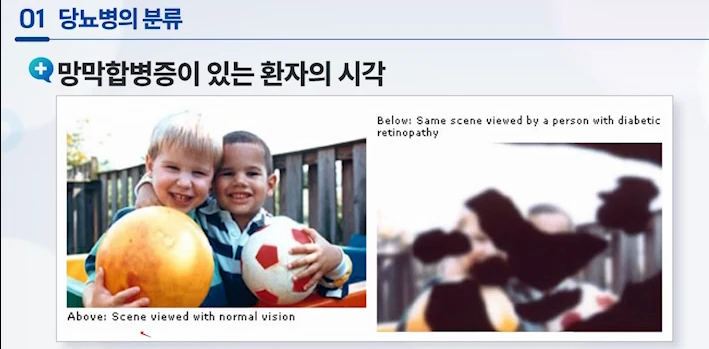 01 당뇨병의 분류
망막합병증이 있는 환자의 시각
Below: Same scene viewed by a person with diabetic
retinopathy
Above: Scene viewed with normal vision